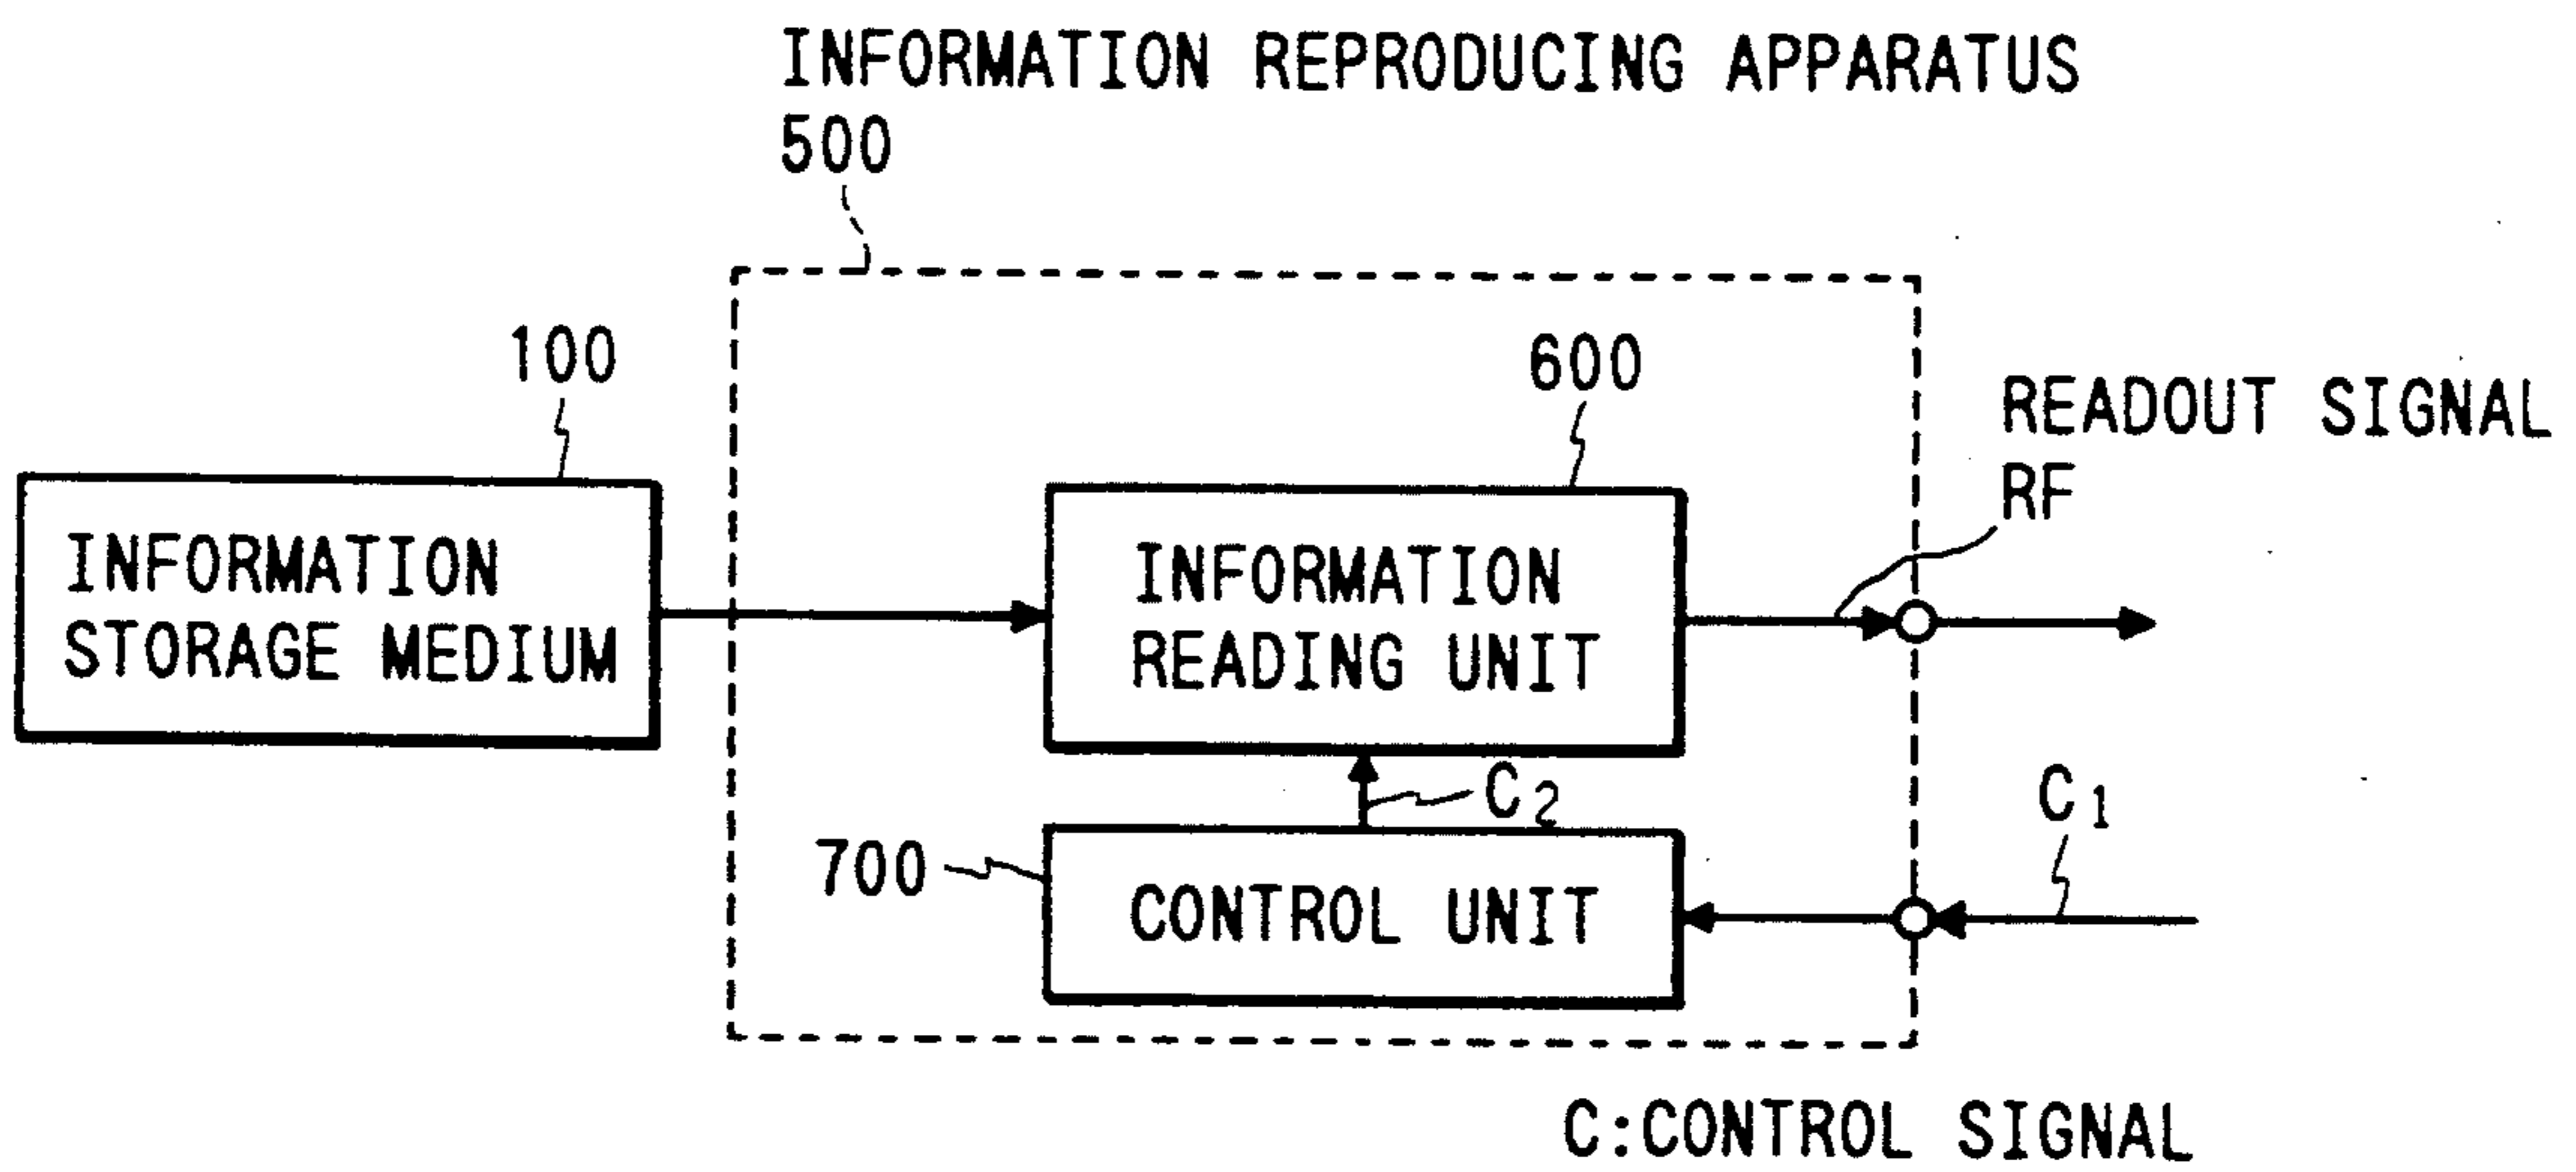 INFORMATION REPRODUCING APPARATUS
500
100
600
READOUT SIGNAL
RF
INFORMATION
STORAGE MEDIUM
INFORMATION
READING UNIT
C2
C1
700
CONTROL UNIT
C:CONTROL SIGNAL